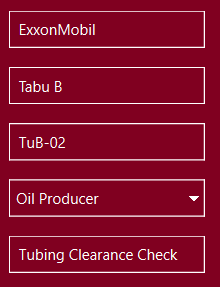 ExxonMobil
Tabu B
TuB-02
Oil Producer
Tubing Clearance Check